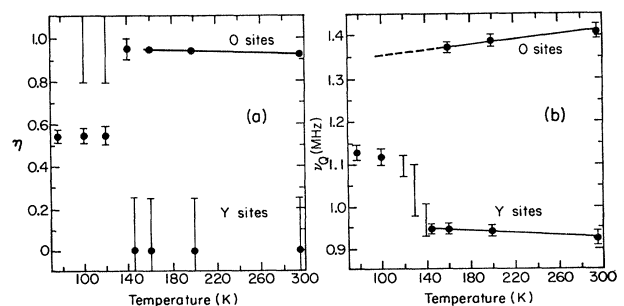 1.0
0.8
0.6
0.4
0.2
0
η
O sites
(a)
Y sites
100
140
180
220
260
300
Temperature (K)
1.4
1.3
1.2
1.1
1.0
0.9
νQ (MHz)
O sites
(b)
Y sites
100
140
180
220
260
300
Temperature (K)